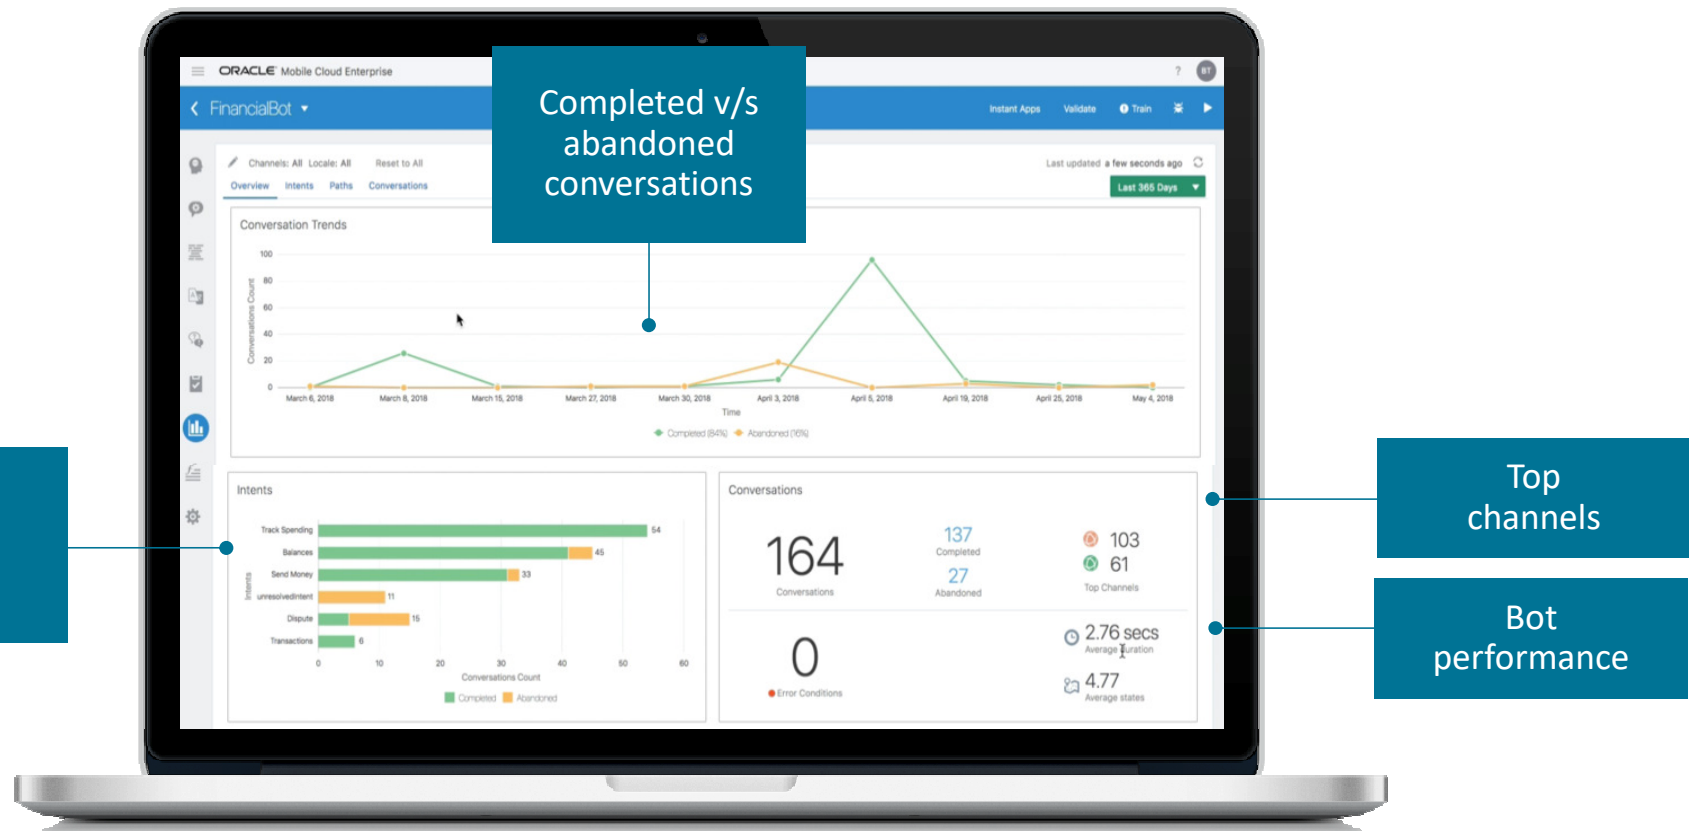 ORACLE® Mobile Cloud Enterprise
?
BT
FinancialBot
Instant Apps
Validate
Train
Completed v/s
abandoned
conversations
Channels: All Locale: All
Reset to All
Last updated a few seconds ago
Overview
Intents
Paths
Conversations
Last 365 Days
Conversation Trends
Conversations Count
100
80
60
40
20
0
March 6, 2018
March 8, 2018
March 15, 2018
March 27, 2018
March 30, 2018
April 3, 2018
April 5, 2018
April 19, 2018
April 25, 2018
May 4, 2018
Time
Completed (84%)
Abandoned (16%)
Intents
Intents
Track Spending
54
Balances
45
Send Money
33
unresolvedIntent
11
Dispute
15
Transactions
6
0
10
20
30
40
50
60
Conversations Count
Completed
Abandoned
Conversations
164
Conversations
137
Completed
27
Abandoned
103
61
Top Channels
0
Error Conditions
2.76 secs
Average duration
4.77
Average states
Top
channels
Bot
performance